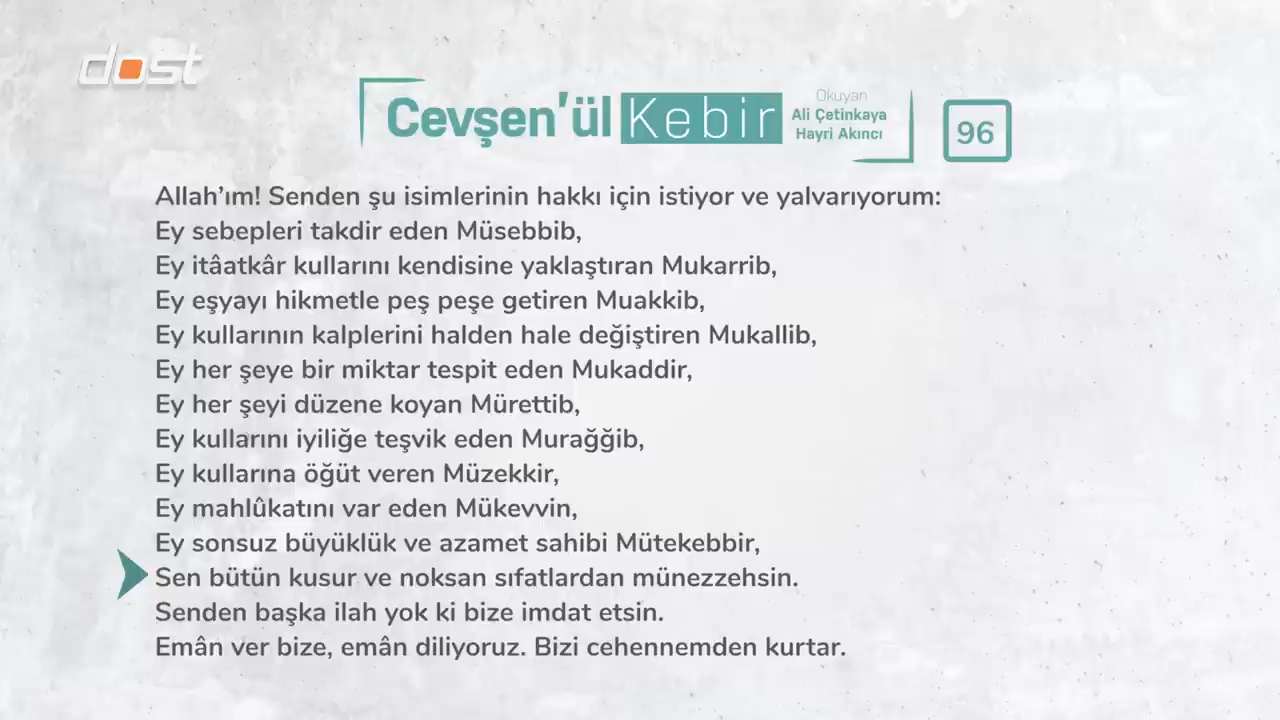 dost
Cevşen'ül Kebir
Okuyan
Ali Çetinkaya
Hayri Akıncı
96
Allah'ım! Senden şu isimlerinin hakkı için istiyor ve yalvarıyorum:
Ey sebepleri takdir eden Müsebbib,
Ey itâatkâr kullarını kendisine yaklaştıran Mukarrib,
Ey eşyayı hikmetle peş peşe getiren Muakkib,
Ey kullarının kalplerini halden hale değiştiren Mukallib,
Ey her şeye bir miktar tespit eden Mukaddir,
Ey her şeyi düzene koyan Mürettib,
Ey kullarını iyiliğe teşvik eden Murağğib,
Ey kullarına öğüt veren Müzekkir,
Ey mahlûkatını var eden Mükevvin,
Ey sonsuz büyüklük ve azamet sahibi Mütekebbir,
Sen bütün kusur ve noksan sıfatlardan münezzehsin.
Senden başka ilah yok ki bize imdat etsin.
Emân ver bize, emân diliyoruz. Bizi cehennemden kurtar.